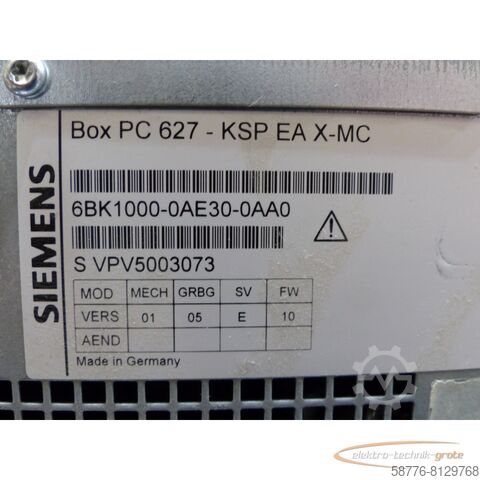 SIEMENS
Box PC 627 - KSP EA X-MC
6BK1000-0AE30-0AA0
S VPV5003073
MOD MECH GRBG SV FW
VERS 01 05 E 10
AEND
Made in Germany
elektro-technik-grote
58776-8129768